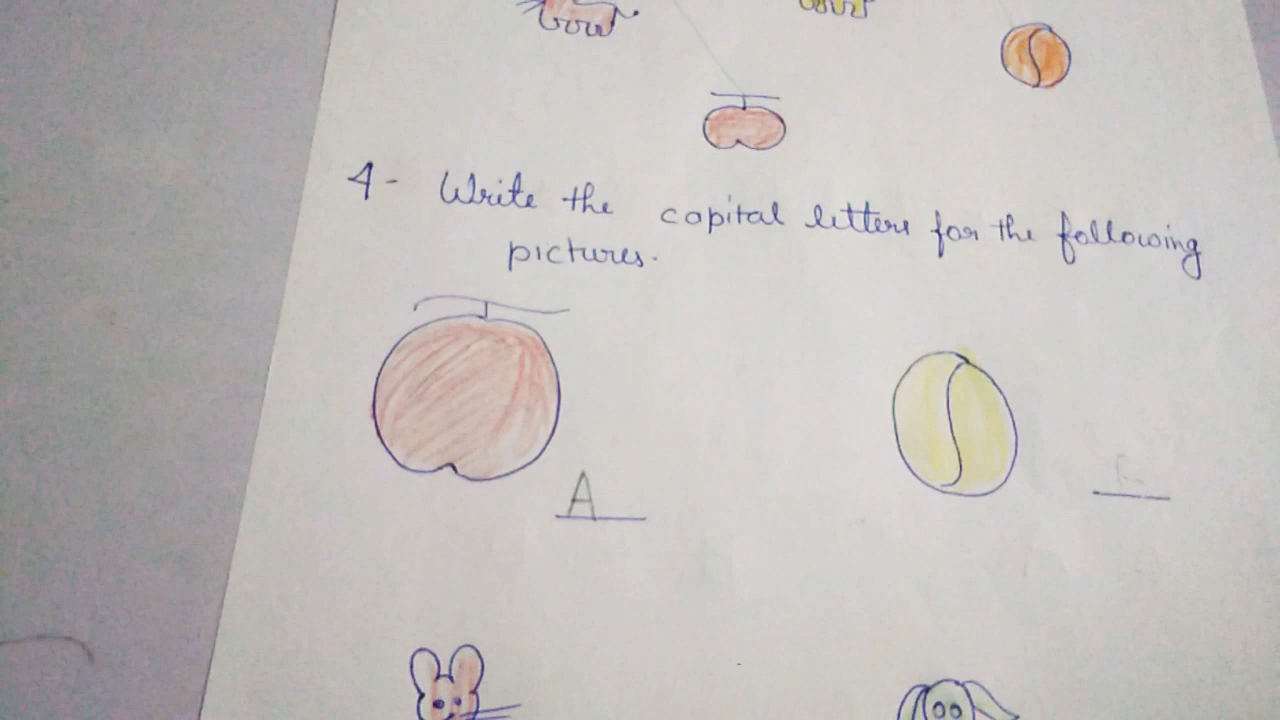 4- Write the capital letters for the following
pictures.
A